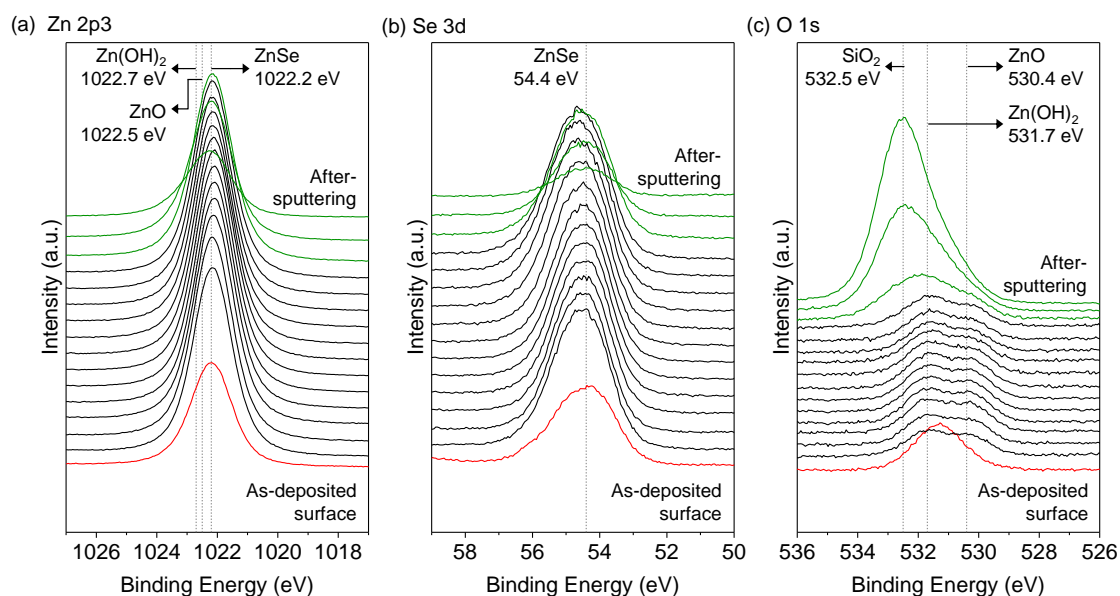 (a) Zn 2p3
Zn(OH)₂
1022.7 eV
ZnSe
1022.2 eV
ZnO
1022.5 eV
After-
sputtering
As-deposited
surface
Intensity (a.u.)
1026 1024 1022 1020 1018
Binding Energy (eV)
(b) Se 3d
ZnSe
54.4 eV
After-
sputtering
As-deposited
surface
Intensity (a.u.)
58 56 54 52 50
Binding Energy (eV)
(c) O 1s
SiO₂
532.5 eV
ZnO
530.4 eV
Zn(OH)₂
531.7 eV
After-
sputtering
As-deposited
surface
Intensity (a.u.)
536 534 532 530 528 526
Binding Energy (eV)